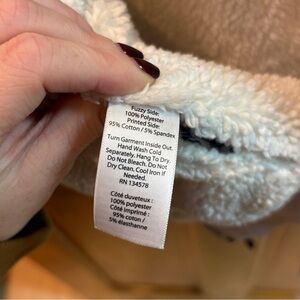 Fuzzy Side:
100% Polyester
Printed Side:
95% Cotton / 5% Spandex
Turn Garment Inside Out.
Hand Wash Cold
Separately. Hang To Dry.
Do Not Bleach. Do Not
Dry Clean. Cool Iron If
Needed.
RN 134578
Côté duveteux :
100% polyester
Côté imprimé :
95% coton /
5% élasthanne